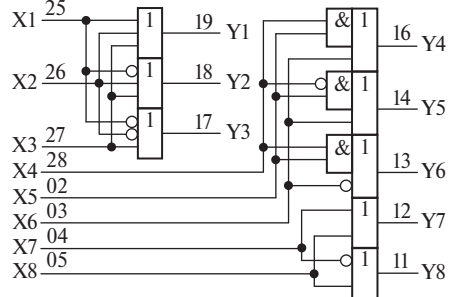 X1 25
X2 26
X3 27
X4 28
X5 02
X6 03
X7 04
X8 05
1 19 Y1
1 18 Y2
1 17 Y3
& 1 16 Y4
& 1 14 Y5
& 1 13 Y6
1 12 Y7
1 11 Y8